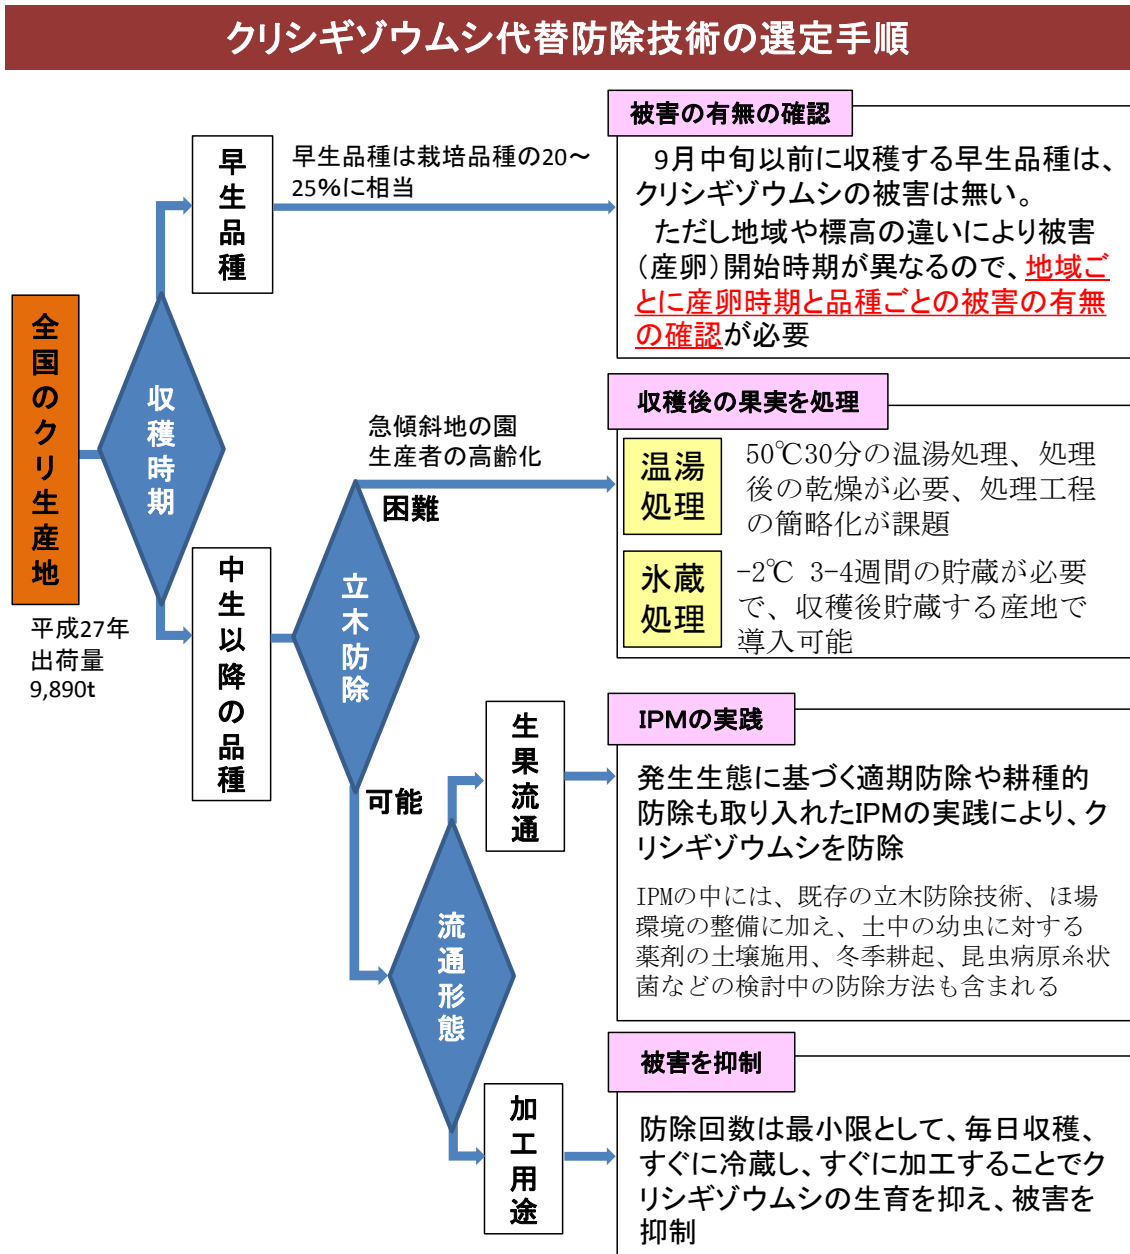 クリシギゾウムシ代替防除技術の選定手順
全国のクリ生産地
平成27年
出荷量
9,890t
収穫時期
早生品種
早生品種は栽培品種の20～
25%に相当
被害の有無の確認
9月中旬以前に収穫する早生品種は、
クリシギゾウムシの被害は無い。
ただし地域や標高の違いにより被害
（産卵）開始時期が異なるので、地域ご
とに産卵時期と品種ごとの被害の有無
の確認が必要
中生以降の品種
立木防除
急傾斜地の園
生産者の高齢化
困難
収穫後の果実を処理
温湯
処理
50℃30分の温湯処理、処理
後の乾燥が必要、処理工程
の簡略化が課題
氷蔵
処理
-2℃ 3-4週間の貯蔵が必要
で、収穫後貯蔵する産地で
導入可能
可能
流通形態
生果流通
IPMの実践
発生生態に基づく適期防除や耕種的
防除も取り入れたIPMの実践により、ク
リシギゾウムシを防除
IPMの中には、既存の立木防除技術、ほ場
環境の整備に加え、土中の幼虫に対する
薬剤の土壌施用、冬季耕起、昆虫病原糸状
菌などの検討中の防除方法も含まれる
加工用途
被害を抑制
防除回数は最小限として、毎日収穫、
すぐに冷蔵し、すぐに加工することでク
リシギゾウムシの生育を抑え、被害を
抑制